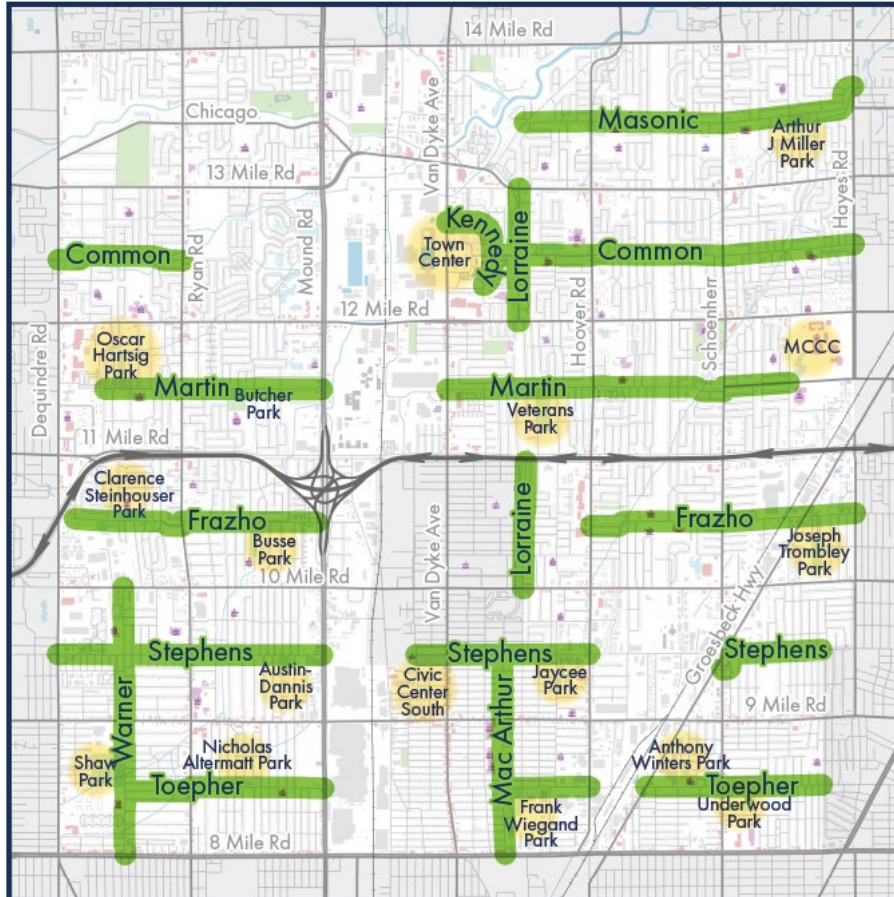 14 Mile Rd
Chicago
Van Dyke Ave
Masonic
Arthur
J Miller
Park
13 Mile Rd
Hayes Rd
Kennedy
Lorraine
Common
Ryan Rd
Mound Rd
Town
Center
Common
12 Mile Rd
Hoover Rd
Schoenherr
Dequindre Rd
Oscar
Hartsig
Park
MCCC
Martin
Butcher
Park
Martin
Veterans
Park
11 Mile Rd
Clarence
Steinhouser
Park
Frazho
Busse
Park
Van Dyke Ave
Lorraine
Frazho
Joseph
Trombley
Park
10 Mile Rd
Groesbeck Hwy
Stephens
Stephens
Stephens
Austin-
Dannis
Park
Civic
Center
South
Jaycee
Park
9 Mile Rd
Warner
Mac Arthur
Shaw
Park
Nicholas
Altermatt Park
Anthony
Winters Park
Toepher
Toepher
Frank
Wiegand
Park
Underwood
Park
8 Mile Rd